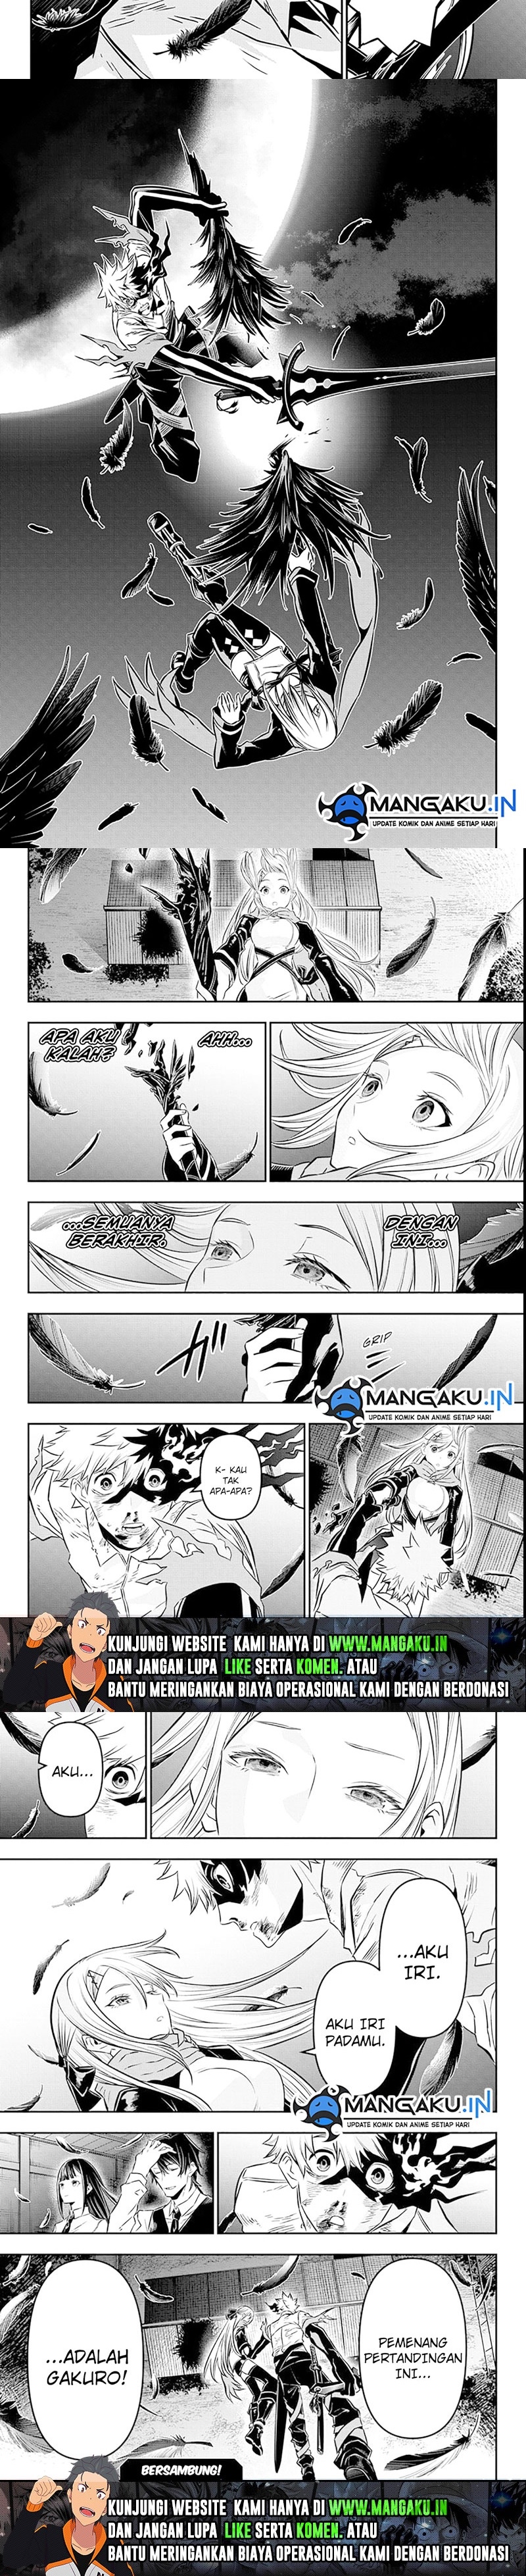 MANGAKU.IN
UPDATE KOMIK DAN ANIME SETIAP HARI
AHH...
APA AKU
KALAH?
DENGAN
INI...
...SEMUANYA
BERAKHIR.
ガッ
GRIP
MANGAKU.IN
UPDATE KOMIK DAN ANIME SETIAP HARI
K- KAU
TAK
APA-APA?
KUNJUNGI WEBSITE KAMI HANYA DI WWW.MANGAKU.IN
DAN JANGAN LUPA LIKE SERTA KOMEN. ATAU
BANTU MERINGANKAN BIAYA OPERASIONAL KAMI DENGAN BERDONASI
AKU...
...AKU
IRI.
AKU IRI
PADAMU.
MANGAKU.IN
UPDATE KOMIK DAN ANIME SETIAP HARI
PEMENANG
PERTANDINGAN
INI...
...ADALAH
GAKURO!
BERSAMBUNG!
KUNJUNGI WEBSITE KAMI HANYA DI WWW.MANGAKU.IN
DAN JANGAN LUPA LIKE SERTA KOMEN. ATAU
BANTU MERINGANKAN BIAYA OPERASIONAL KAMI DENGAN BERDONASI